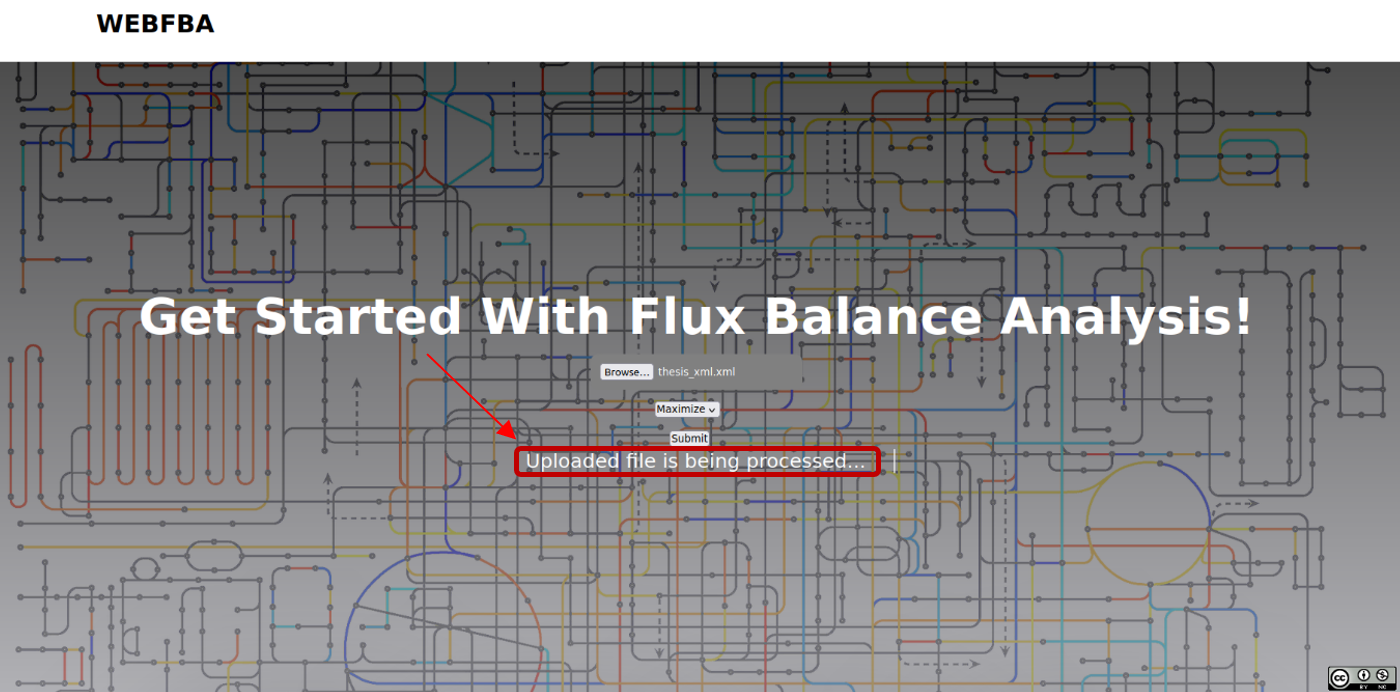 WEBFBA
Get Started With Flux Balance Analysis!
Browse... thesis_xml.xml
Maximize
Submit
Uploaded file is being processed...
cc
BY NC